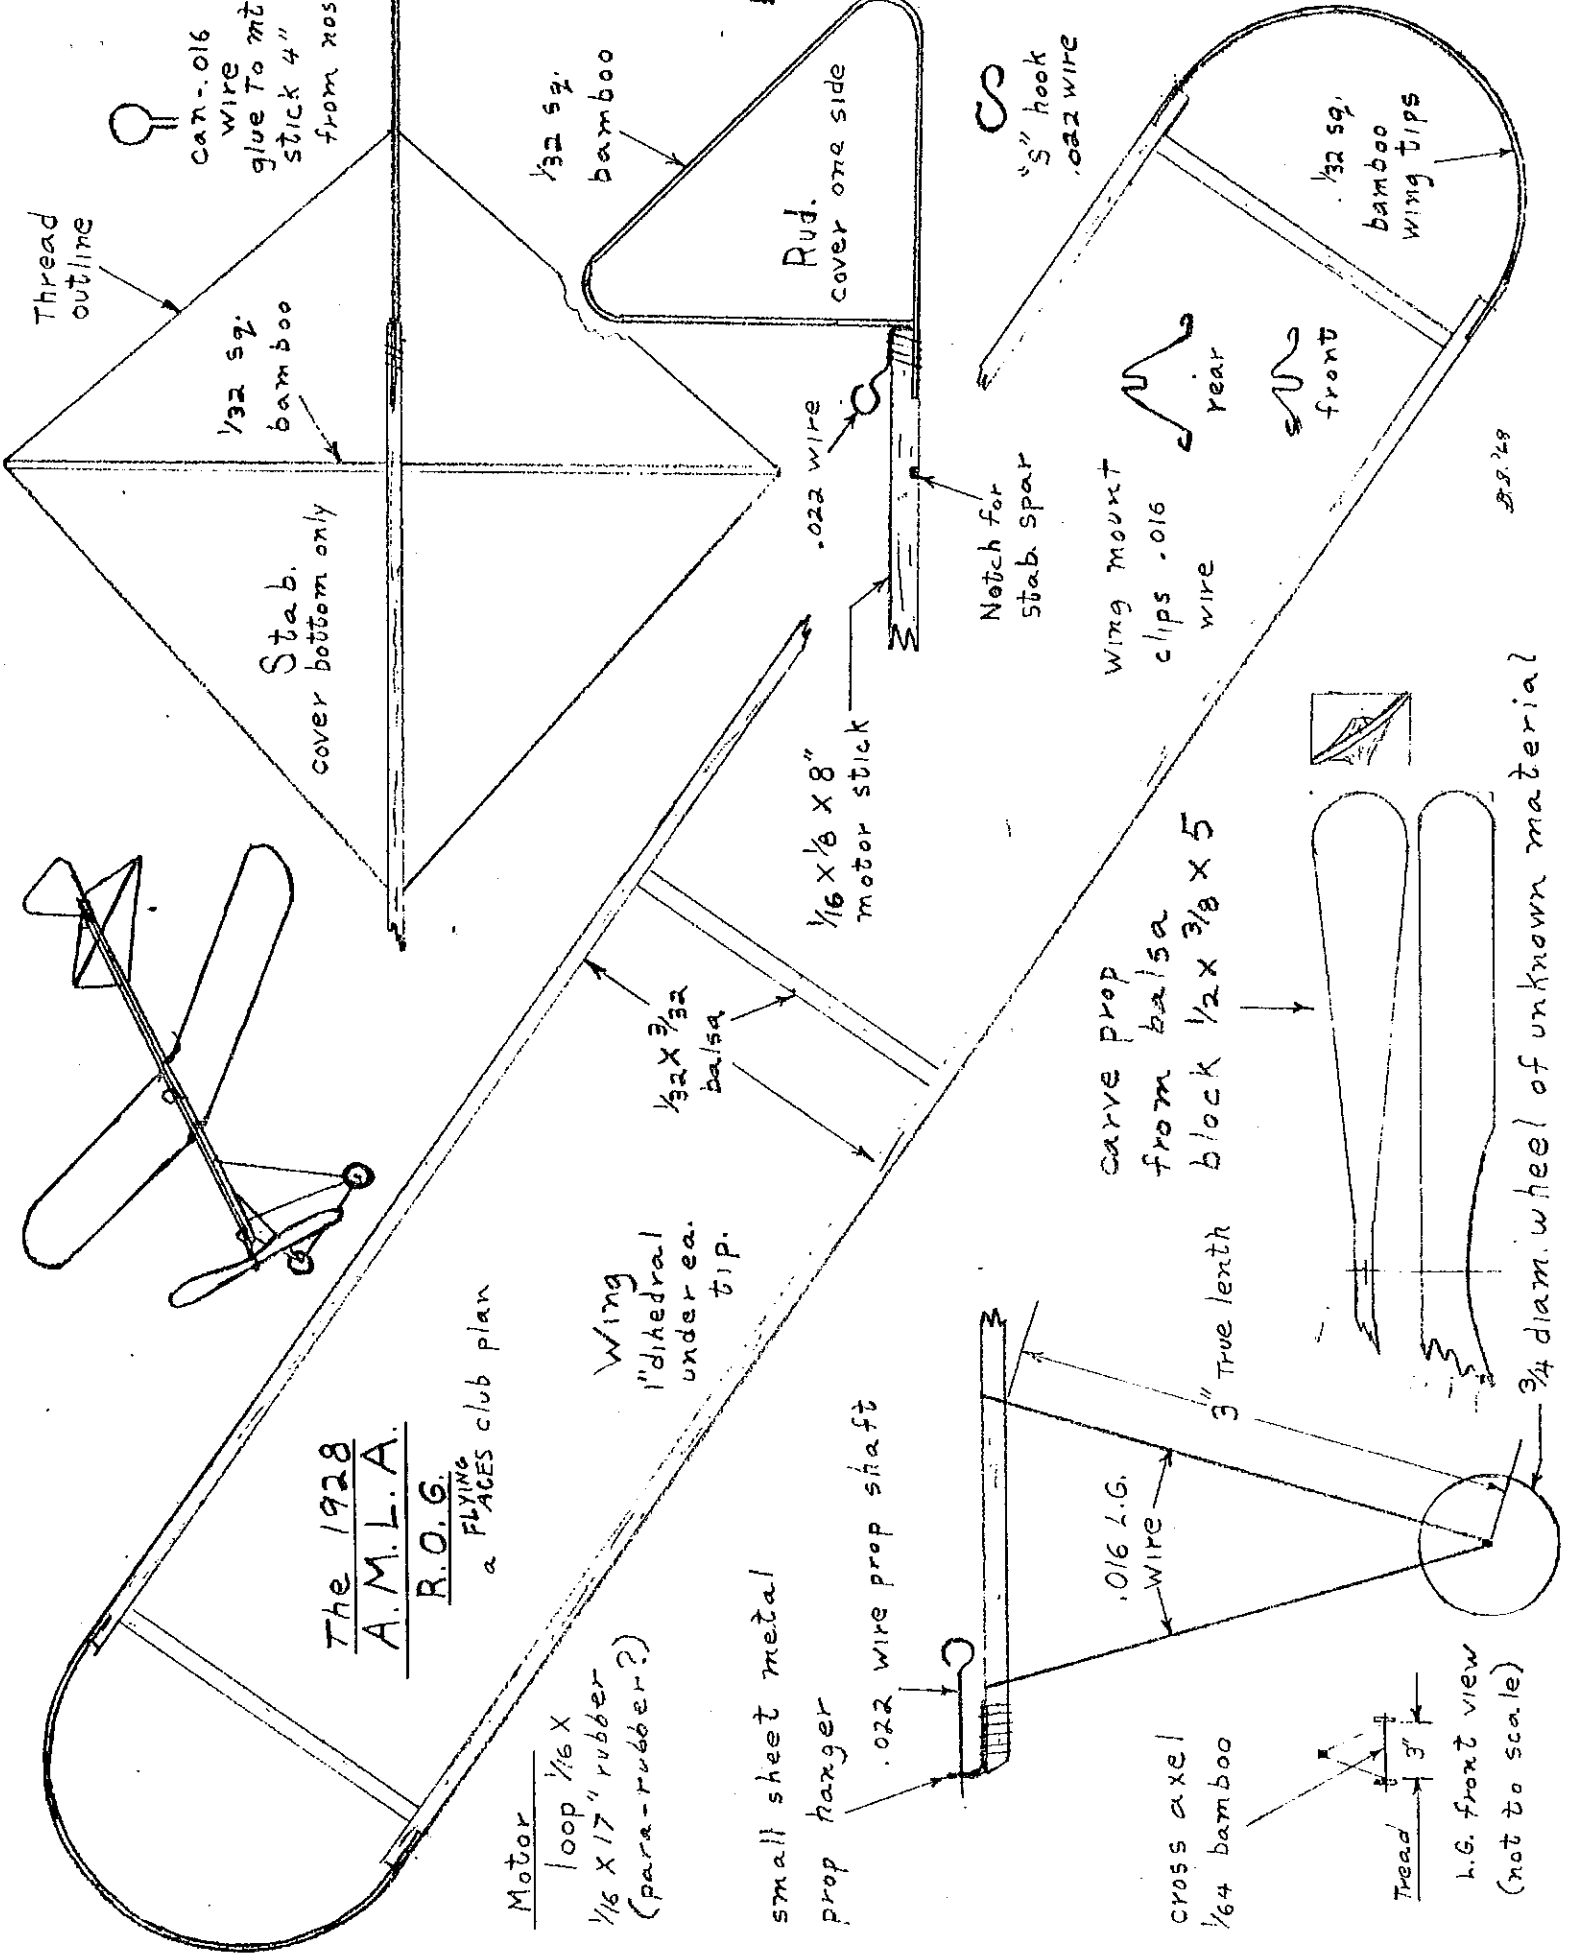 The 1928
A.M.L.A.
R.O.G.
a FLYING ACES club plan
Motor
loop 1/16 X
1/16 X 17" rubber
(para-rubber?)
Wing
1" dihedral
under ea.
tip.
1/32 X 3/32
balsa
Stab.
cover bottom only
1/32 sq.
bamboo
Thread
outline
can-.016
wire
glue to mt
stick 4"
from nos
1/32 sq.
bamboo
Rud.
cover one side
.022 wire
1/16 X 1/8 X 8"
motor stick
Notch for
stab. spar
"S" hook
.022 wire
wing mount
clips .016
wire
rear
front
1/32 sq.
bamboo
wing tips
small sheet metal
prop hanger
.022 wire prop shaft
.016 L.G.
wire
3" True lenth
carve prop
from balsa
block 1/2 x 3/8 x 5
3/4 diam. wheel of unknown material
cross axel
1/64 bamboo
Tread
3"
L.G. front view
(not to scale)